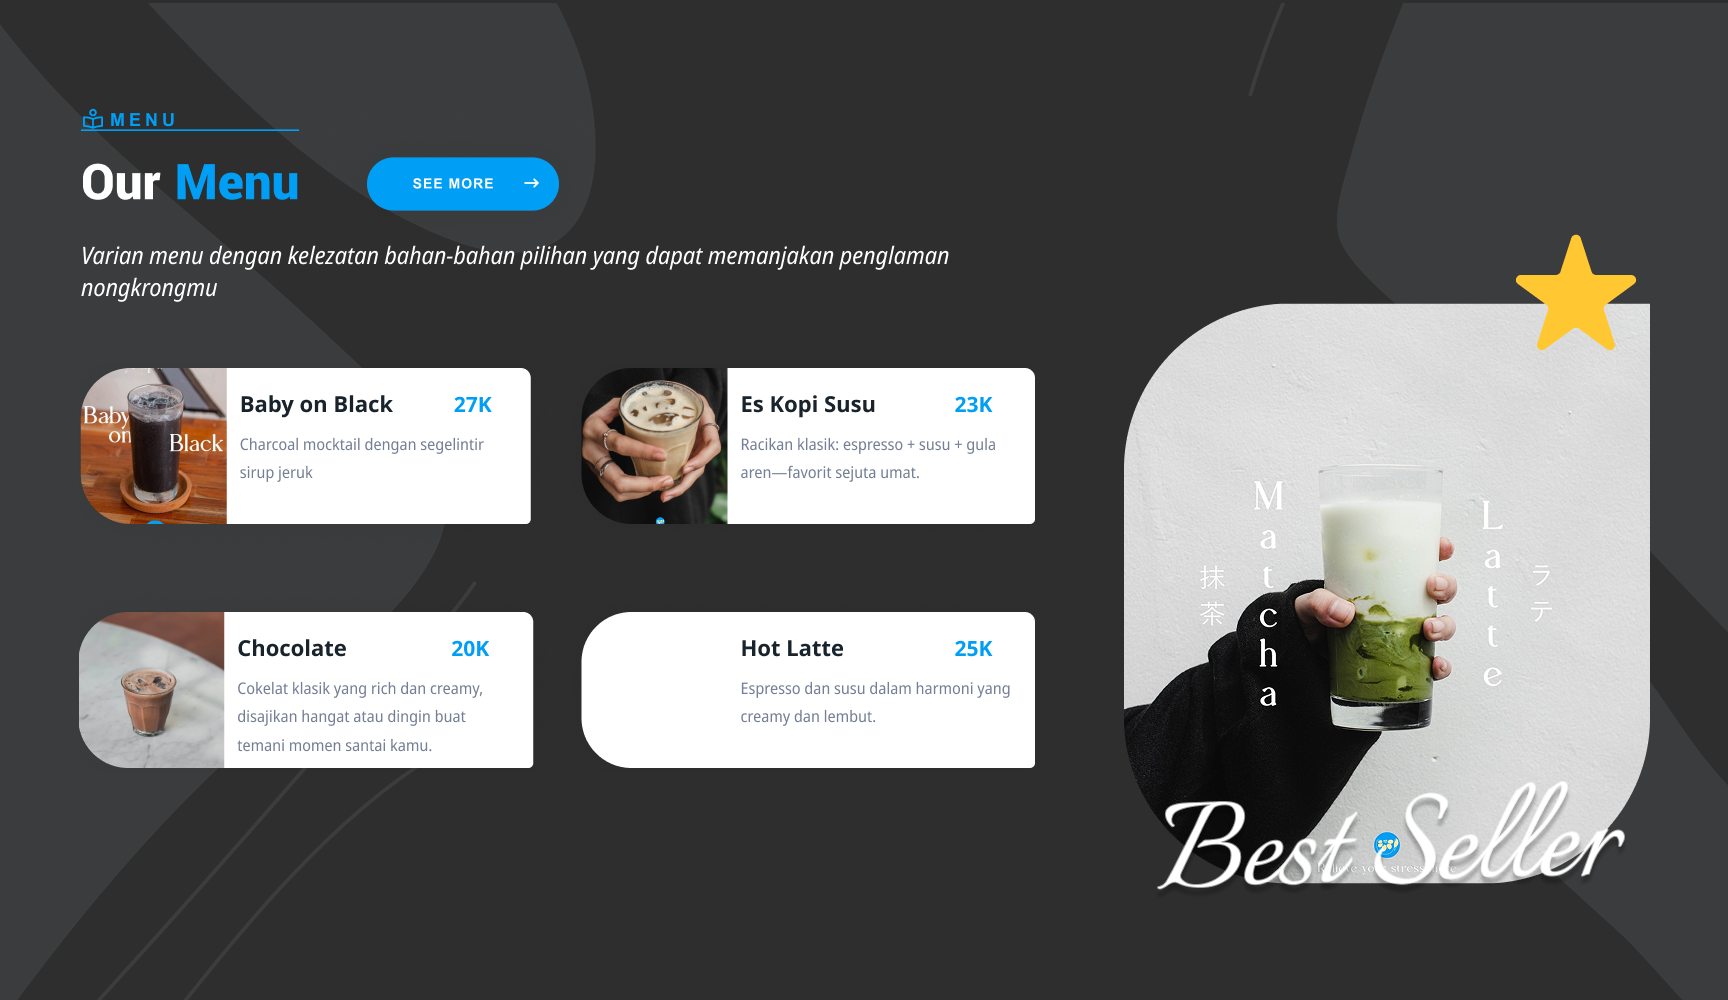 MENU
Our Menu
SEE MORE →
Varian menu dengan kelezatan bahan-bahan pilihan yang dapat memanjakan penglaman
nongkrongmu
Baby
on
Black
Baby on Black 27K
Charcoal mocktail dengan segelintir
sirup jeruk
Es Kopi Susu 23K
Racikan klasik: espresso + susu + gula
aren—favorit sejuta umat.
Chocolate 20K
Cokelat klasik yang rich dan creamy,
disajikan hangat atau dingin buat
temani momen santai kamu.
Hot Latte 25K
Espresso dan susu dalam harmoni yang
creamy dan lembut.
抹茶
Matcha
Latte
ラテ
Best Seller